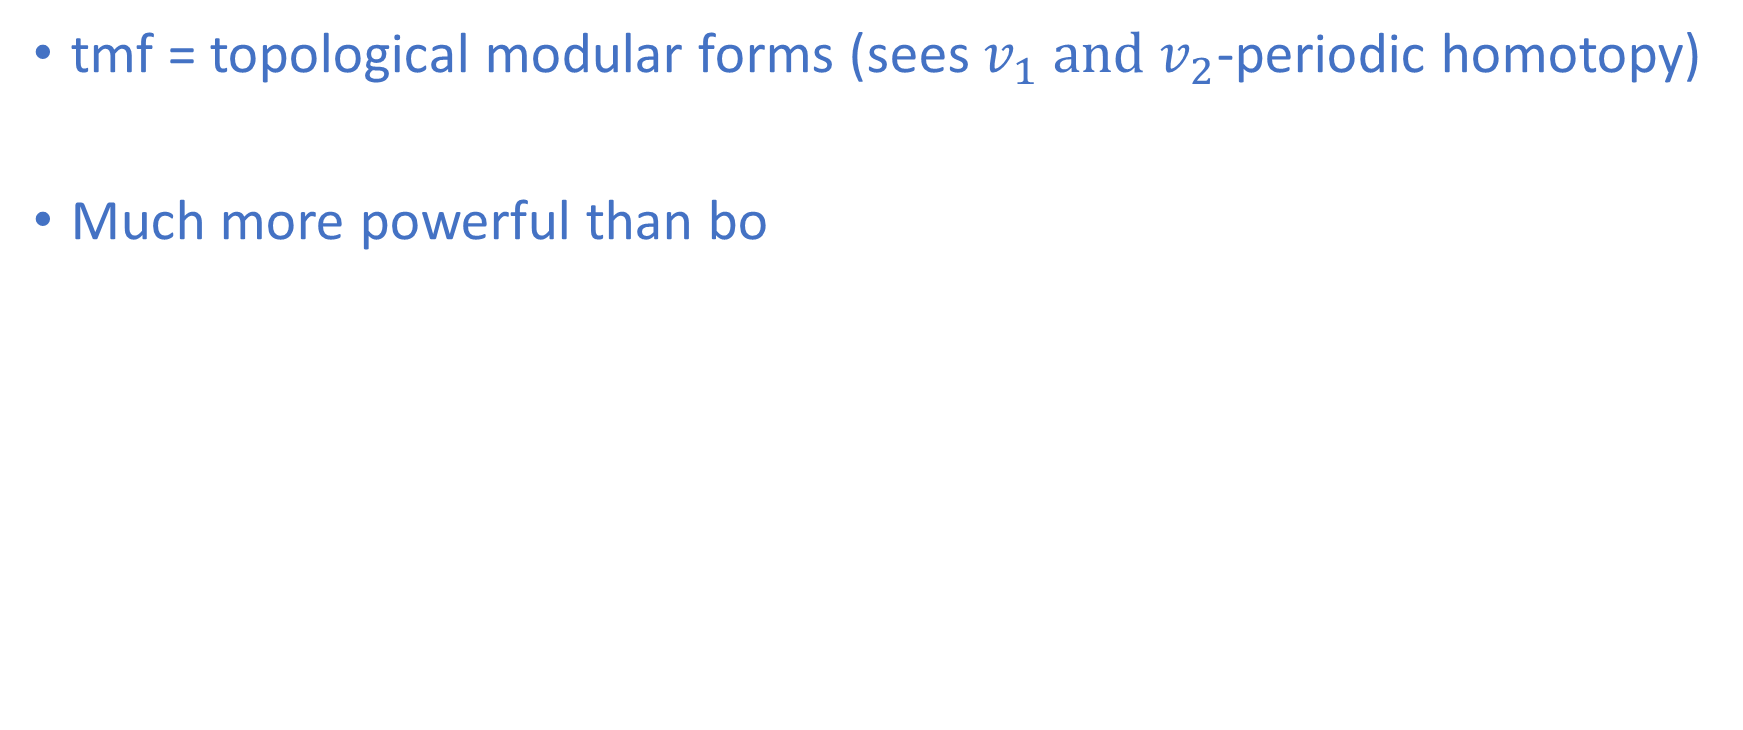 • tmf = topological modular forms (sees 𝑣₁ and 𝑣₂-periodic homotopy)
• Much more powerful than bo